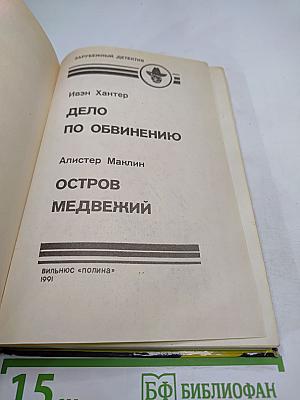 ЗАРУБЕЖНЫЙ ДЕТЕКТИВ
Ивэн Хантер
ДЕЛО
ПО ОБВИНЕНИЮ
Алистер Маклин
ОСТРОВ
МЕДВЕЖИЙ
ВИЛЬНЮС «ПОЛИНА»
1991
15
БФ БИБЛИОФАН